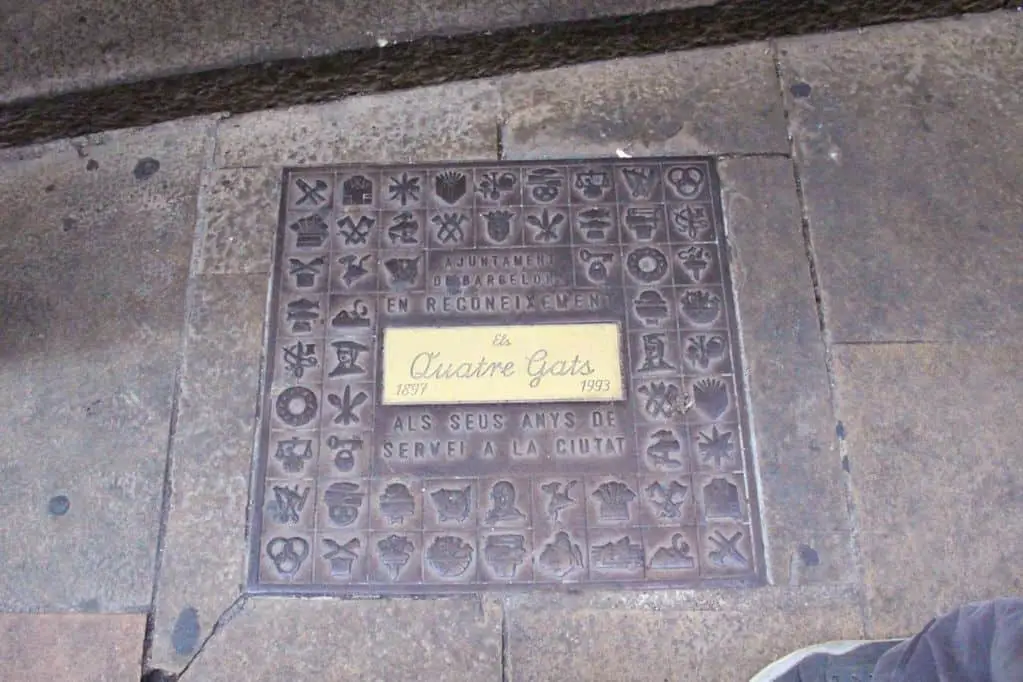 AJUNTAMENT
DE BARCELONA
EN RECONEIXEMENT
Els
Quatre Gats
1897 1993
ALS SEUS ANYS DE
SERVEI A LA CIUTAT